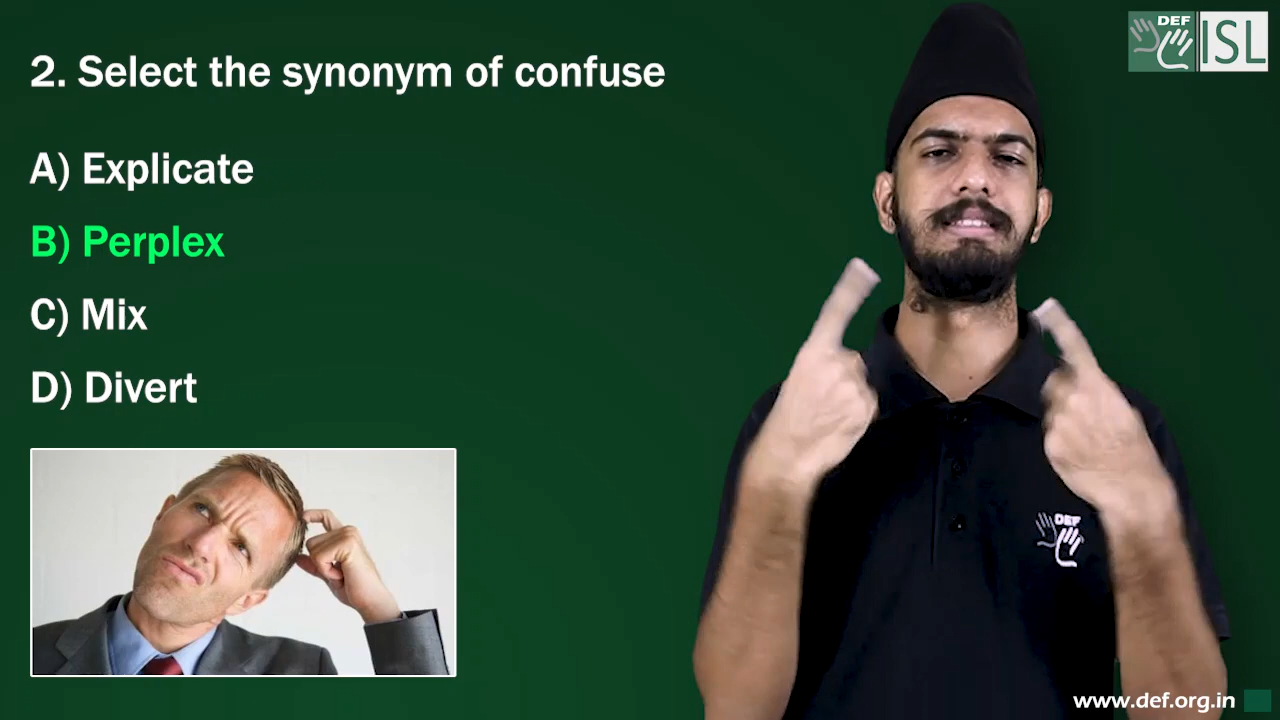 DEF
ISL
2. Select the synonym of confuse
A) Explicate
B) Perplex
C) Mix
D) Divert
DEF
www.def.org.in